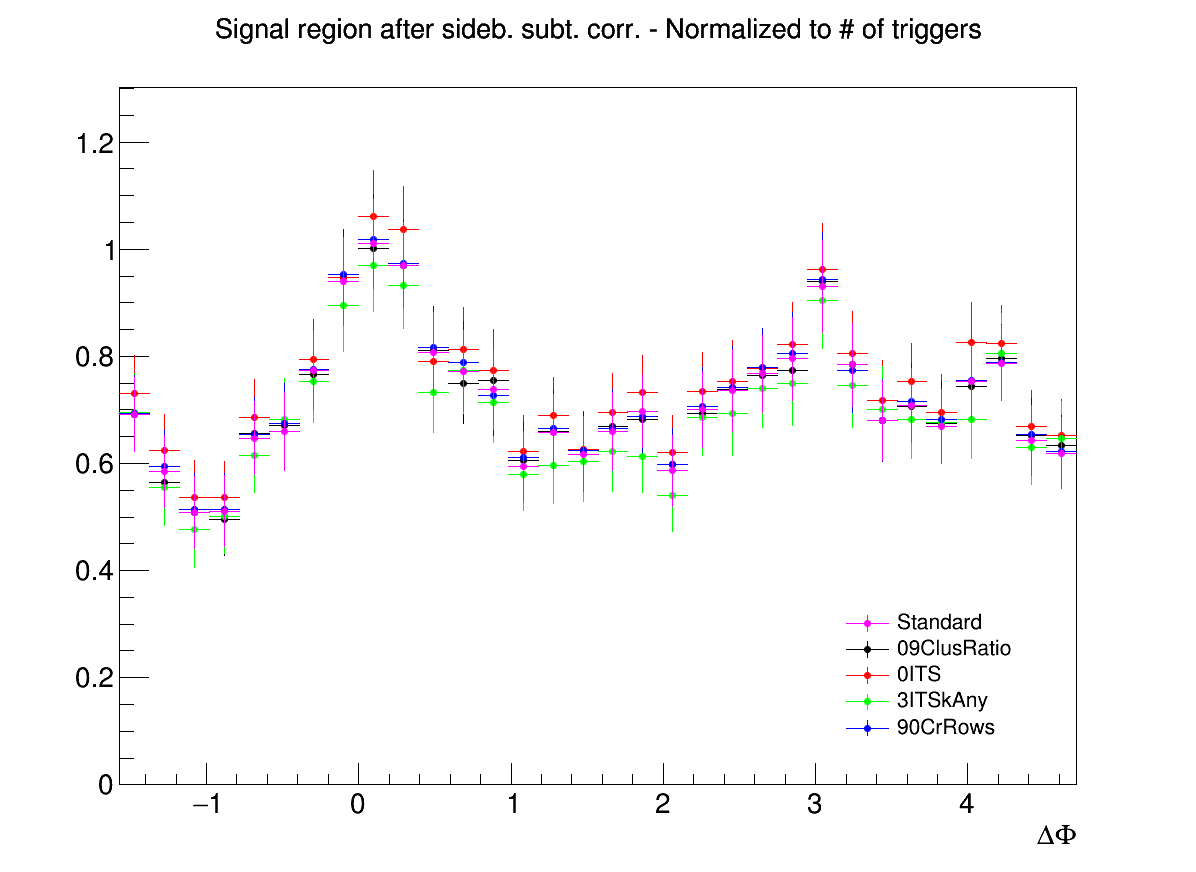 Signal region after sideb. subt. corr. - Normalized to # of triggers
1.2
1
0.8
0.6
0.4
0.2
0
−1 0 1 2 3 4
ΔΦ
Standard
09ClusRatio
0ITS
3ITSkAny
90CrRows